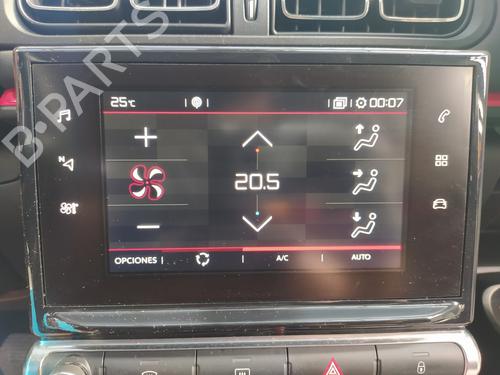 B-PARTS
25°C
00:07
N
20.5
OPCIONES
A/C
AUTO